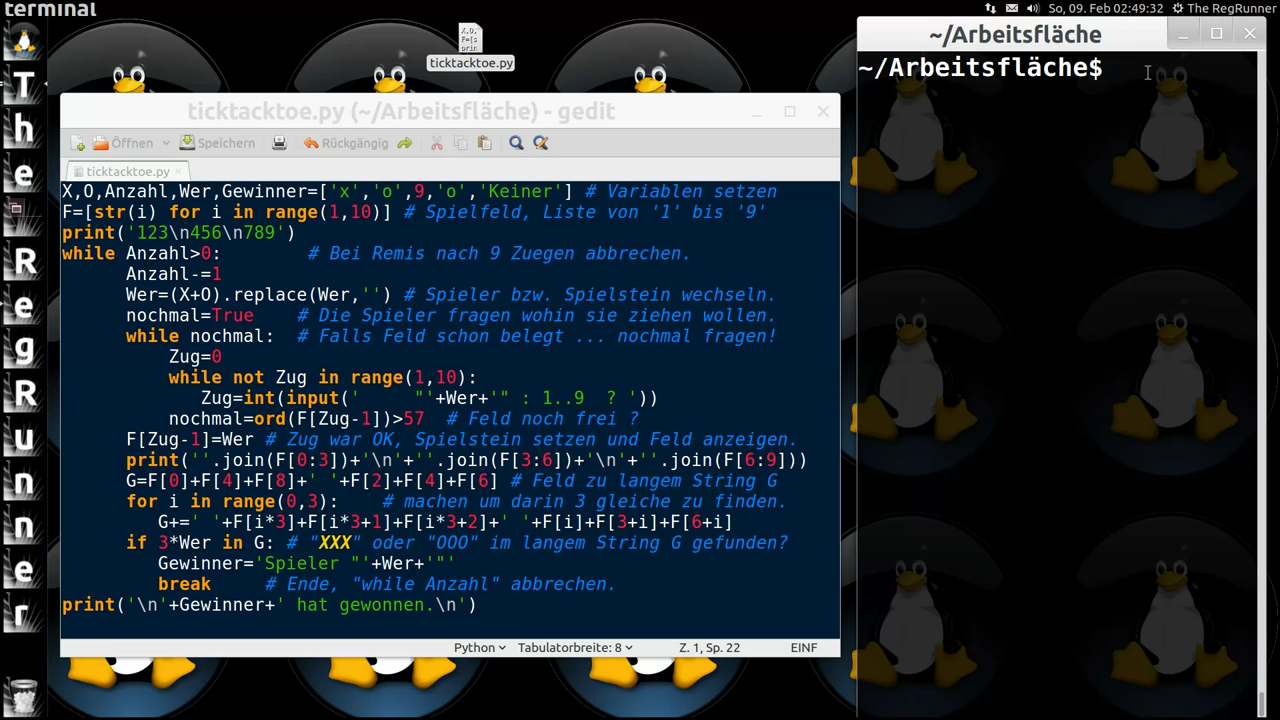 terminal
So, 09. Feb 02:49:32 The RegRunner
ticktacktoe.py
~/Arbeitsfläche
~/Arbeitsfläche$
ticktacktoe.py (~/Arbeitsfläche) - gedit
Öffnen Speichern Rückgängig
ticktacktoe.py
X,O,Anzahl,Wer,Gewinner=['x','o',9,'o','Keiner'] # Variablen setzen
F=[str(i) for i in range(1,10)] # Spielfeld, Liste von '1' bis '9'
print('123\n456\n789')
while Anzahl>0:        # Bei Remis nach 9 Zuegen abbrechen.
      Anzahl-=1
      Wer=(X+O).replace(Wer,'') # Spieler bzw. Spielstein wechseln.
      nochmal=True    # Die Spieler fragen wohin sie ziehen wollen.
      while nochmal:  # Falls Feld schon belegt ... nochmal fragen!
          Zug=0
          while not Zug in range(1,10):
             Zug=int(input('     "'+Wer+'" : 1..9  ? '))
          nochmal=ord(F[Zug-1])>57  # Feld noch frei ?
      F[Zug-1]=Wer # Zug war OK, Spielstein setzen und Feld anzeigen.
      print(''.join(F[0:3])+'\n'+''.join(F[3:6])+'\n'+''.join(F[6:9]))
      G=F[0]+F[4]+F[8]+' '+F[2]+F[4]+F[6] # Feld zu langem String G
      for i in range(0,3):    # machen um darin 3 gleiche zu finden.
         G+=' '+F[i*3]+F[i*3+1]+F[i*3+2]+' '+F[i]+F[3+i]+F[6+i]
      if 3*Wer in G: # "XXX" oder "OOO" im langem String G gefunden?
         Gewinner='Spieler "'+Wer+'"'
         break     # Ende, "while Anzahl" abbrechen.
print('\n'+Gewinner+' hat gewonnen.\n')
Python Tabulatorbreite: 8 Z. 1, Sp. 22 EINF
T
h
e
R
e
g
R
u
n
n
e
r